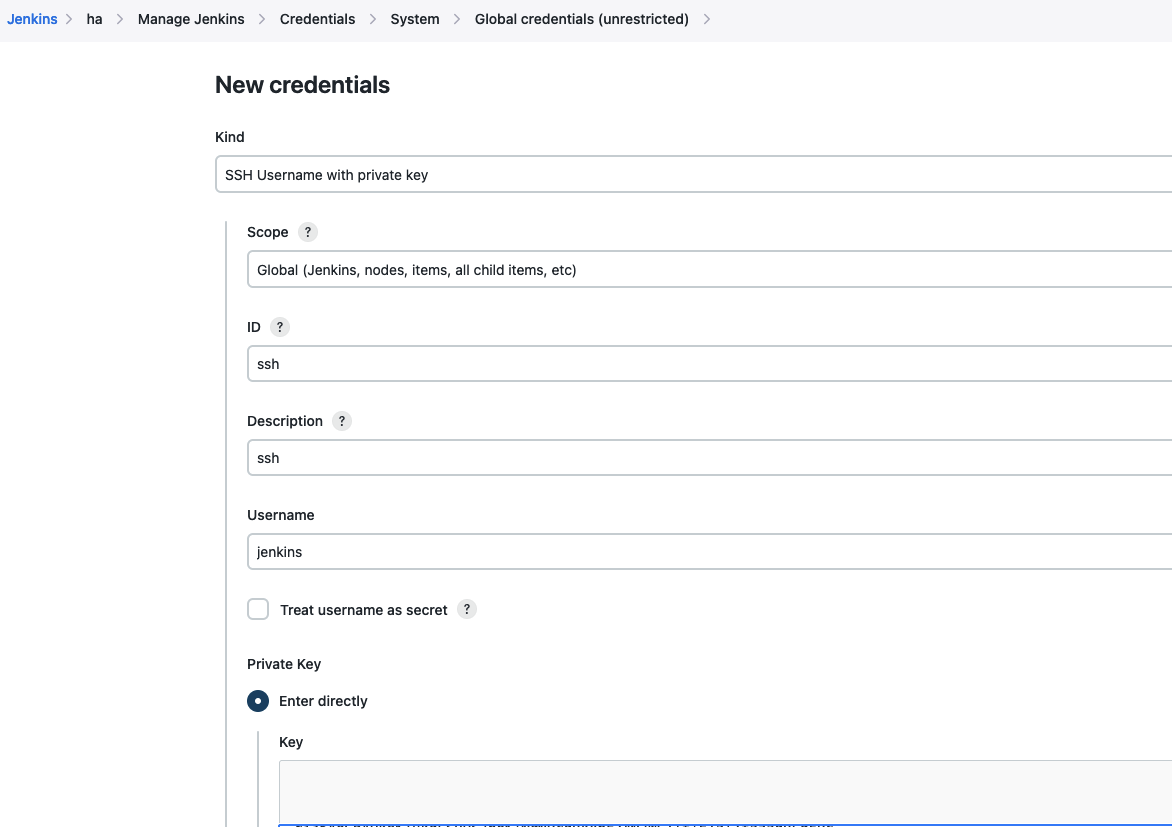 Jenkins > ha > Manage Jenkins > Credentials > System > Global credentials (unrestricted) >
New credentials
Kind
SSH Username with private key
Scope ?
Global (Jenkins, nodes, items, all child items, etc)
ID ?
ssh
Description ?
ssh
Username
jenkins
Treat username as secret ?
Private Key
Enter directly
Key